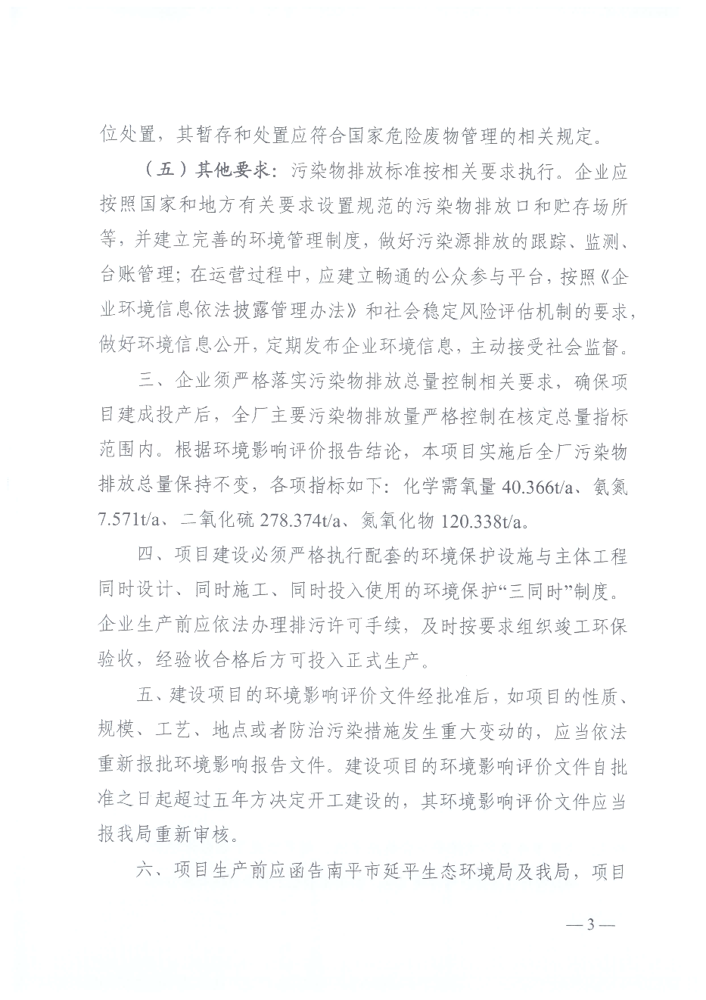 位处置，其暂存和处置应符合国家危险废物管理的相关规定。
（五）其他要求：污染物排放标准按相关要求执行。企业应
按照国家和地方有关要求设置规范的污染物排放口和贮存场所
等，并建立完善的环境管理制度，做好污染源排放的跟踪、监测、
台账管理；在运营过程中，应建立畅通的公众参与平台，按照《企
业环境信息依法披露管理办法》和社会稳定风险评估机制的要求，
做好环境信息公开，定期发布企业环境信息，主动接受社会监督。
三、企业须严格落实污染物排放总量控制相关要求，确保项
目建成投产后，全厂主要污染物排放量严格控制在核定总量指标
范围内。根据环境影响评价报告结论，本项目实施后全厂污染物
排放总量保持不变，各项指标如下：化学需氧量 40.366t/a、氨氮
7.571t/a、二氧化硫 278.374t/a、氮氧化物 120.338t/a。
四、项目建设必须严格执行配套的环境保护设施与主体工程
同时设计、同时施工、同时投入使用的环境保护“三同时”制度。
企业生产前应依法办理排污许可手续，及时按要求组织竣工环保
验收，经验收合格后方可投入正式生产。
五、建设项目的环境影响评价文件经批准后，如项目的性质、
规模、工艺、地点或者防治污染措施发生重大变动的，应当依法
重新报批环境影响报告文件。建设项目的环境影响评价文件自批
准之日起超过五年方决定开工建设的，其环境影响评价文件应当
报我局重新审核。
六、项目生产前应函告南平市延平生态环境局及我局，项目
— 3 —